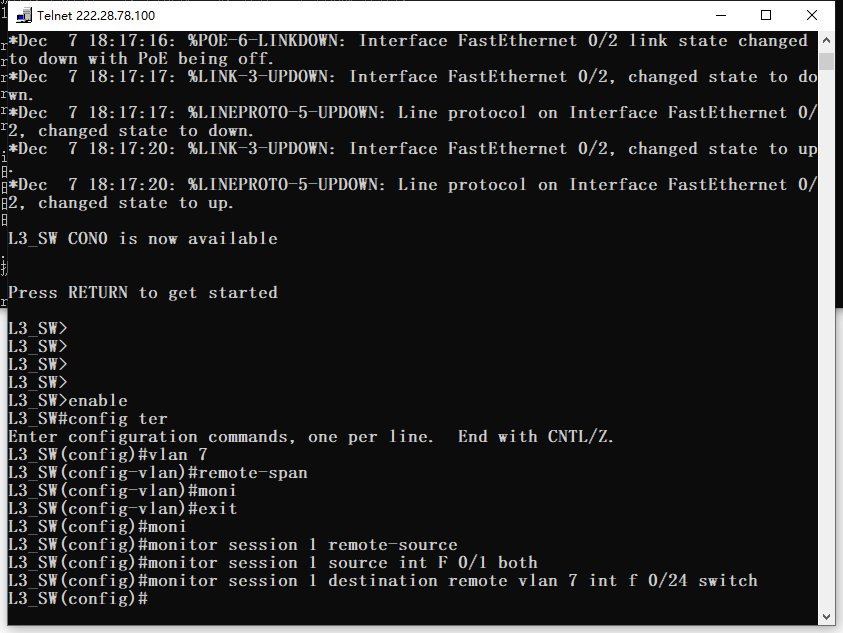 Telnet 222.28.78.100
*Dec  7 18:17:16: %POE-6-LINKDOWN: Interface FastEthernet 0/2 link state changed
to down with PoE being off.
*Dec  7 18:17:17: %LINK-3-UPDOWN: Interface FastEthernet 0/2, changed state to do
wn.
*Dec  7 18:17:17: %LINEPROTO-5-UPDOWN: Line protocol on Interface FastEthernet 0/
2, changed state to down.
*Dec  7 18:17:20: %LINK-3-UPDOWN: Interface FastEthernet 0/2, changed state to up
.
*Dec  7 18:17:20: %LINEPROTO-5-UPDOWN: Line protocol on Interface FastEthernet 0/
2, changed state to up.
L3_SW CON0 is now available
Press RETURN to get started
L3_SW>
L3_SW>
L3_SW>
L3_SW>
L3_SW>enable
L3_SW#config ter
Enter configuration commands, one per line.  End with CNTL/Z.
L3_SW(config)#vlan 7
L3_SW(config-vlan)#remote-span
L3_SW(config-vlan)#moni
L3_SW(config-vlan)#exit
L3_SW(config)#moni
L3_SW(config)#monitor session 1 remote-source
L3_SW(config)#monitor session 1 source int F 0/1 both
L3_SW(config)#monitor session 1 destination remote vlan 7 int f 0/24 switch
L3_SW(config)#